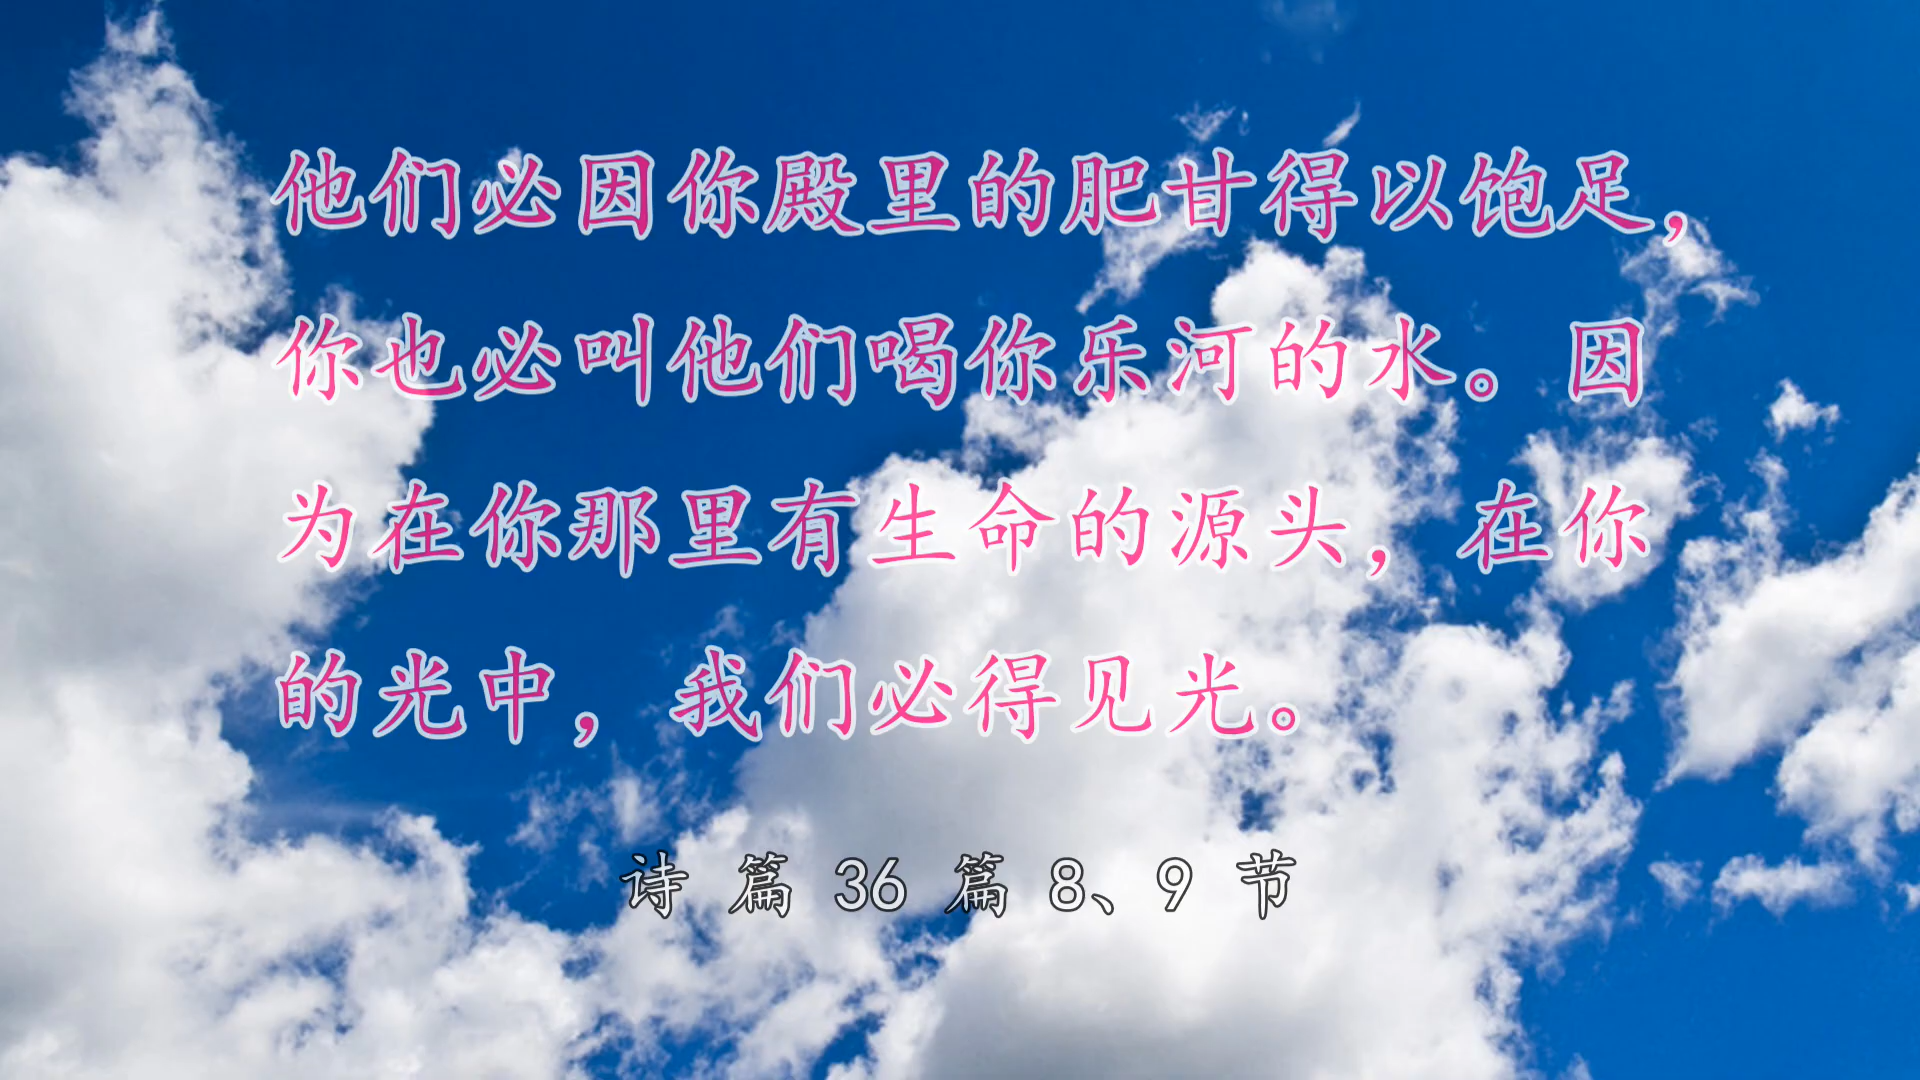 他们必因你殿里的肥甘得以饱足，
你也必叫他们喝你乐河的水。因
为在你那里有生命的源头，在你
的光中，我们必得见光。
诗 篇 36 篇 8、9 节